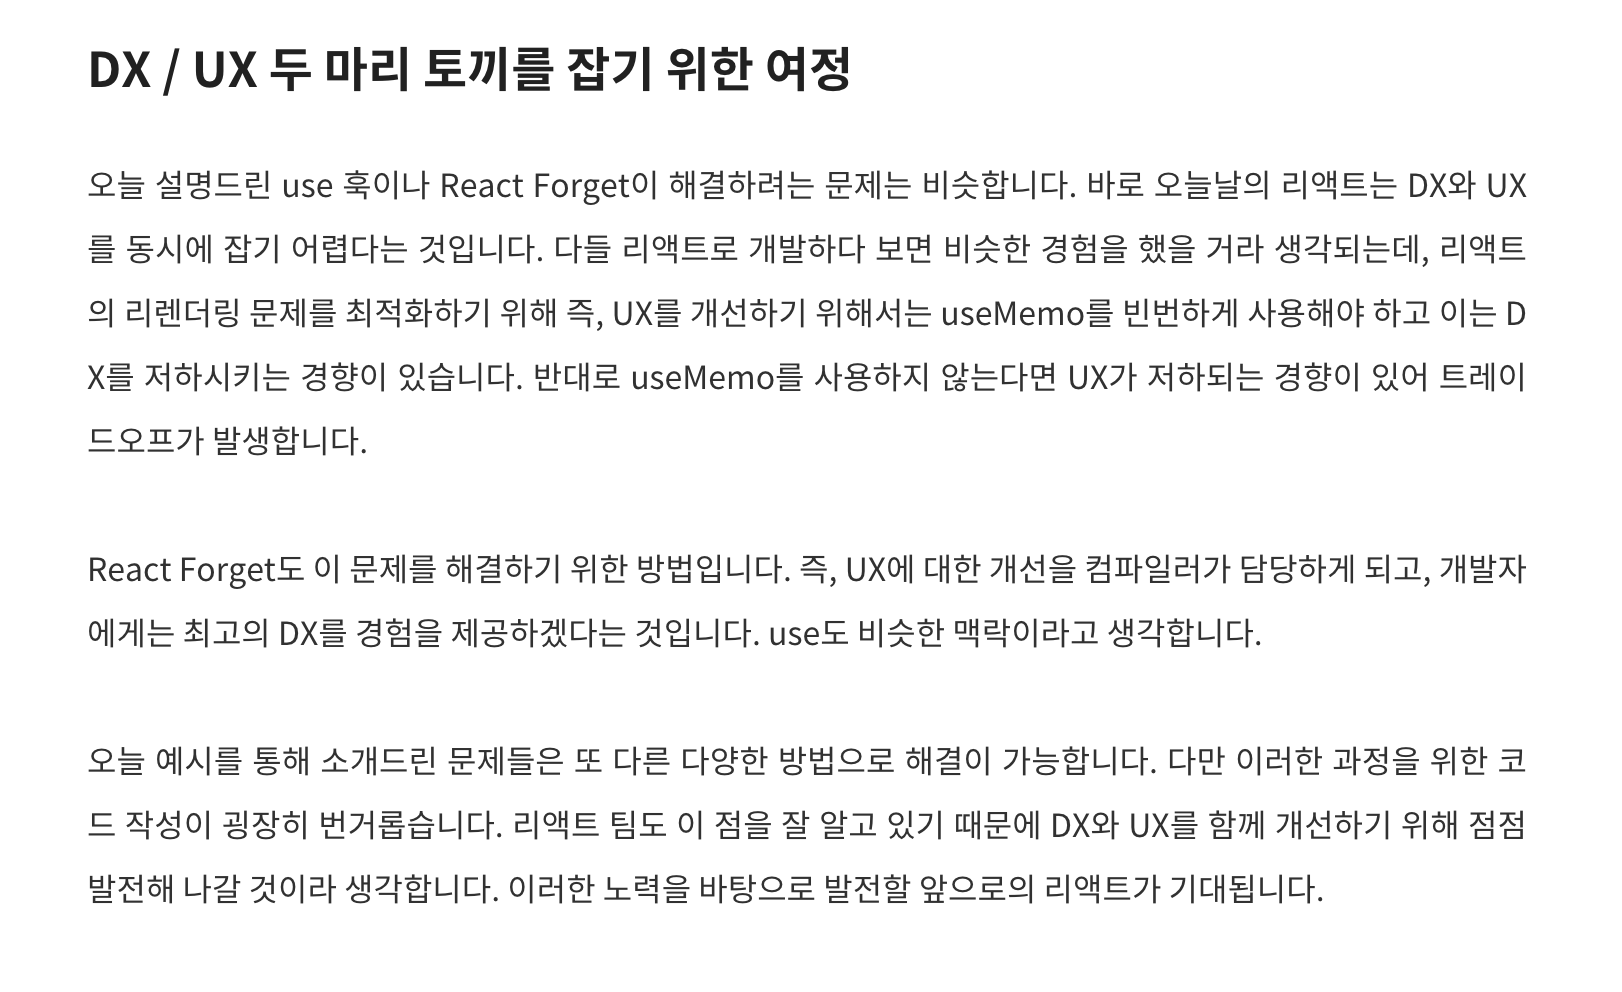 DX / UX 두 마리 토끼를 잡기 위한 여정
오늘 설명드린 use 훅이나 React Forget이 해결하려는 문제는 비슷합니다. 바로 오늘날의 리액트는 DX와 UX
를 동시에 잡기 어렵다는 것입니다. 다들 리액트로 개발하다 보면 비슷한 경험을 했을 거라 생각되는데, 리액트
의 리렌더링 문제를 최적화하기 위해 즉, UX를 개선하기 위해서는 useMemo를 빈번하게 사용해야 하고 이는 D
X를 저하시키는 경향이 있습니다. 반대로 useMemo를 사용하지 않는다면 UX가 저하되는 경향이 있어 트레이
드오프가 발생합니다.
React Forget도 이 문제를 해결하기 위한 방법입니다. 즉, UX에 대한 개선을 컴파일러가 담당하게 되고, 개발자
에게는 최고의 DX를 경험을 제공하겠다는 것입니다. use도 비슷한 맥락이라고 생각합니다.
오늘 예시를 통해 소개드린 문제들은 또 다른 다양한 방법으로 해결이 가능합니다. 다만 이러한 과정을 위한 코
드 작성이 굉장히 번거롭습니다. 리액트 팀도 이 점을 잘 알고 있기 때문에 DX와 UX를 함께 개선하기 위해 점점
발전해 나갈 것이라 생각합니다. 이러한 노력을 바탕으로 발전할 앞으로의 리액트가 기대됩니다.